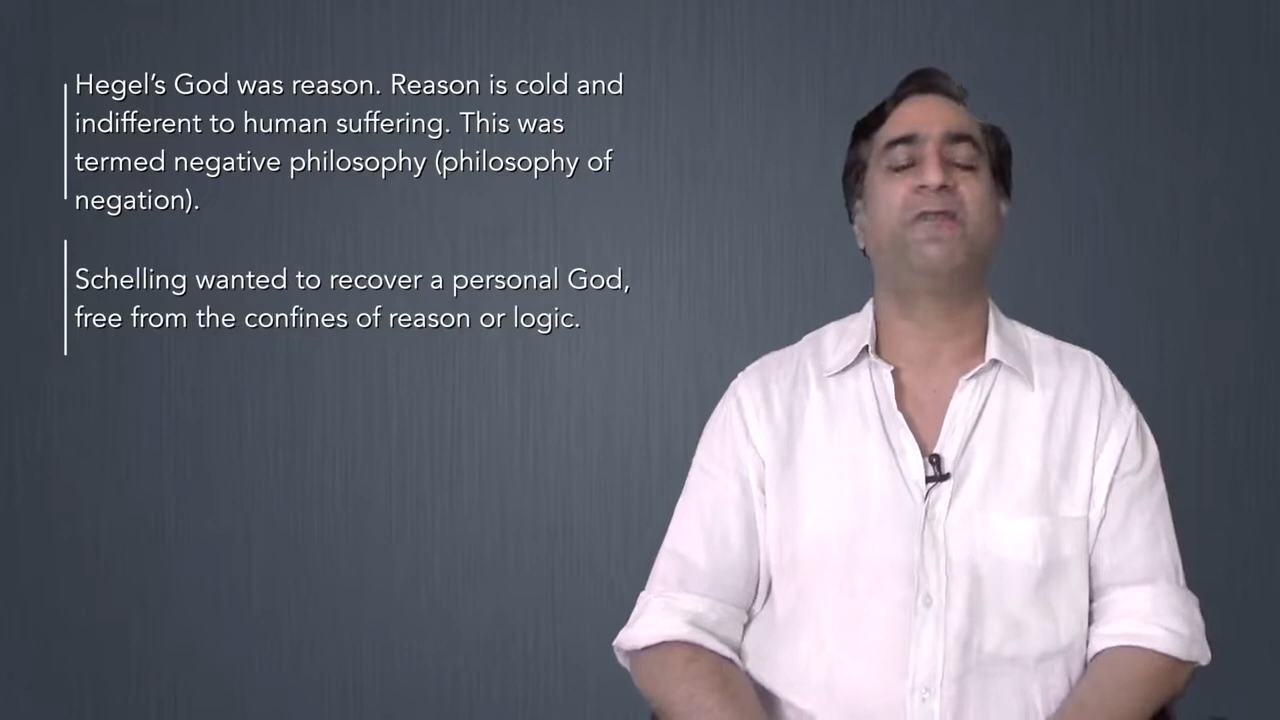 Hegel’s God was reason. Reason is cold and
indifferent to human suffering. This was
termed negative philosophy (philosophy of
negation).
Schelling wanted to recover a personal God,
free from the confines of reason or logic.